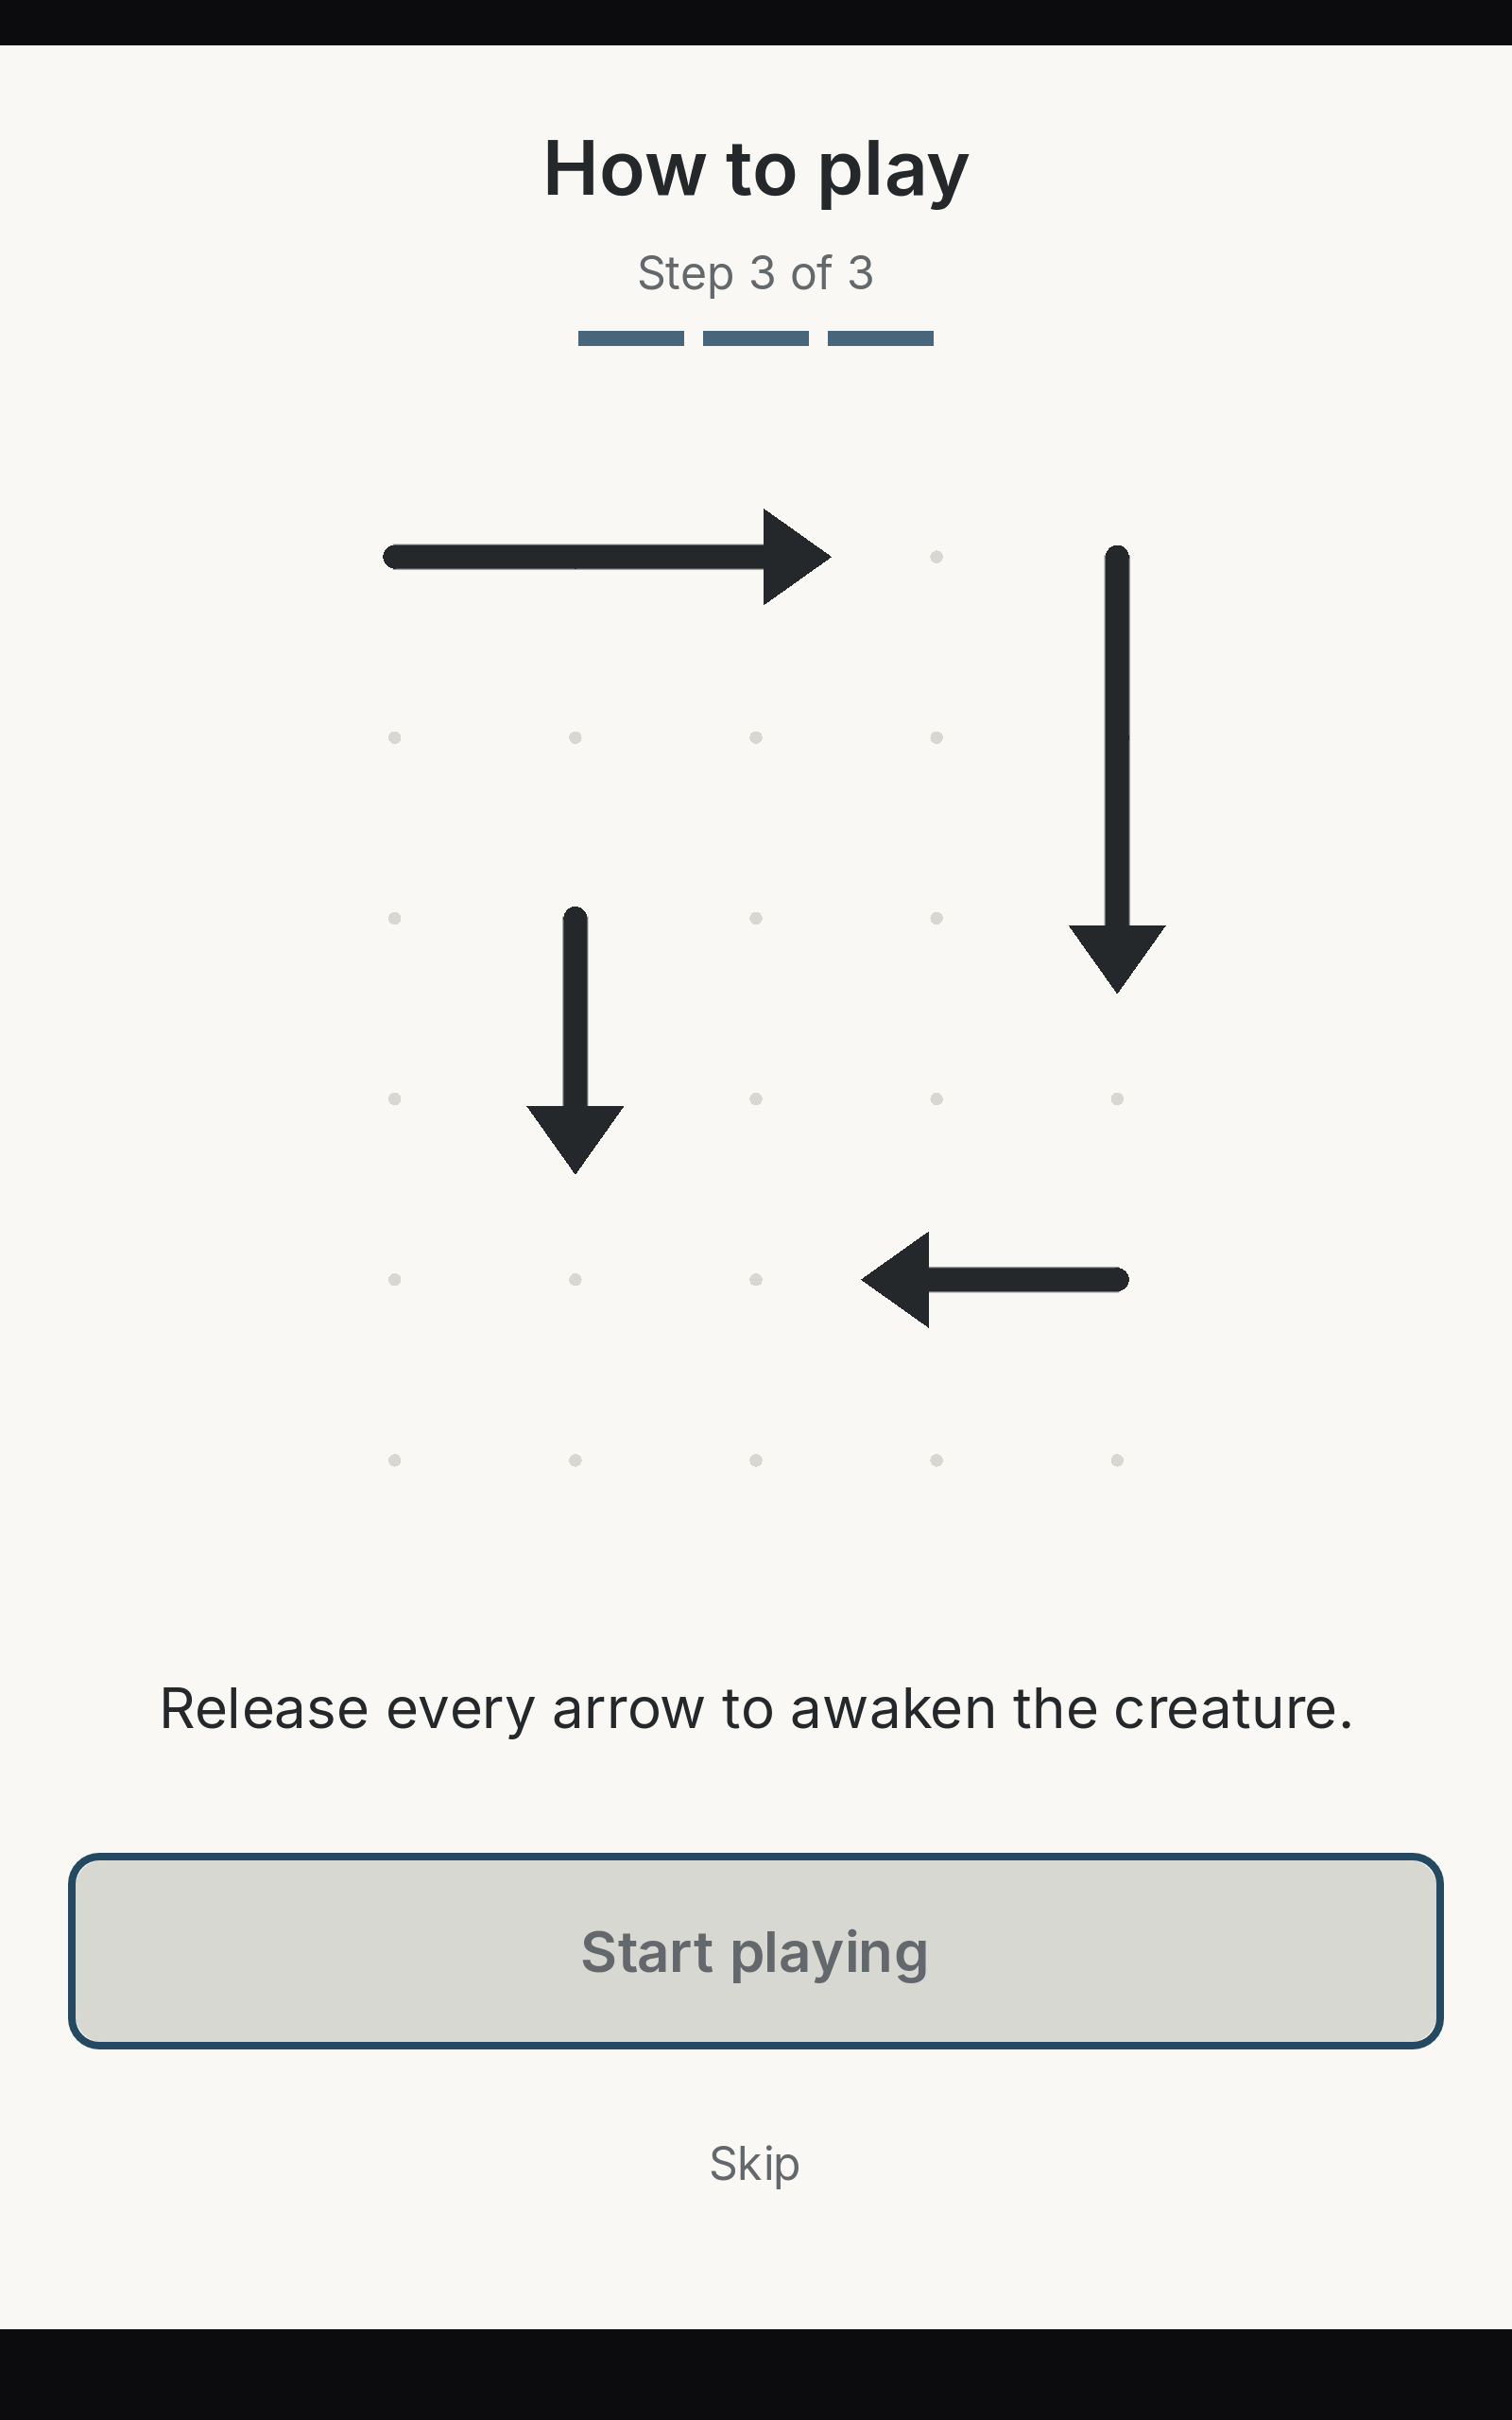 How to play
Step 3 of 3
Release every arrow to awaken the creature.
Start playing
Skip